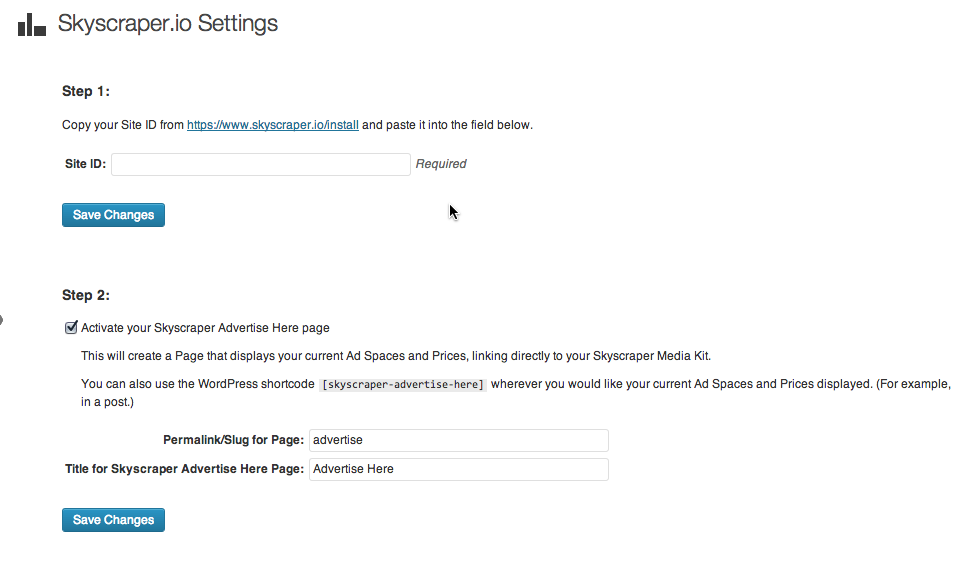 Skyscraper.io Settings
Step 1:
Copy your Site ID from https://www.skyscraper.io/install and paste it into the field below.
Site ID: Required
Save Changes
Step 2:
Activate your Skyscraper Advertise Here page
This will create a Page that displays your current Ad Spaces and Prices, linking directly to your Skyscraper Media Kit.
You can also use the WordPress shortcode [skyscraper-advertise-here] wherever you would like your current Ad Spaces and Prices displayed. (For example,
in a post.)
Permalink/Slug for Page: advertise
Title for Skyscraper Advertise Here Page: Advertise Here
Save Changes